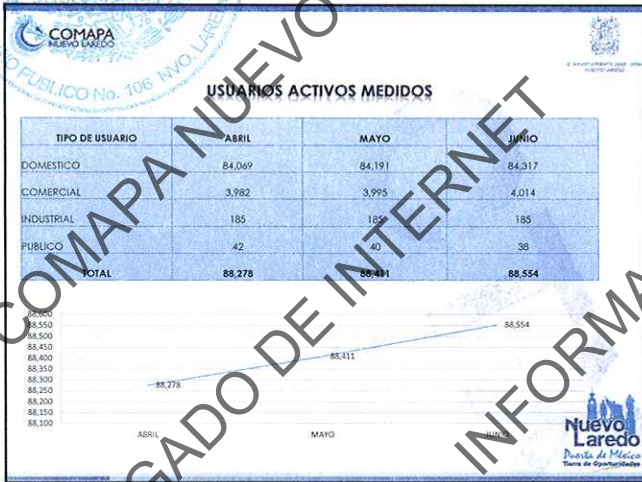 COMAPA
NUEVO LAREDO
PUBLICO No. 106 NVO. LAREDO
USUARIOS ACTIVOS MEDIDOS
TIPO DE USUARIO ABRIL MAYO JUNIO
DOMESTICO 84,069 84,191 84,317
COMERCIAL 3,982 3,995 4,014
INDUSTRIAL 185 185 185
PUBLICO 42 40 38
TOTAL 88,278 88,411 88,554
88,600
88,550
88,500
88,450
88,400
88,350
88,300
88,250
88,200
88,150
88,100
88,278
88,411
88,554
ABRIL MAYO JUNIO
Nuevo
Laredo
Puerta de México
Tierra de Oportunidades
COMAPA NUEVO
GADO DE INTERNET
INFORMA